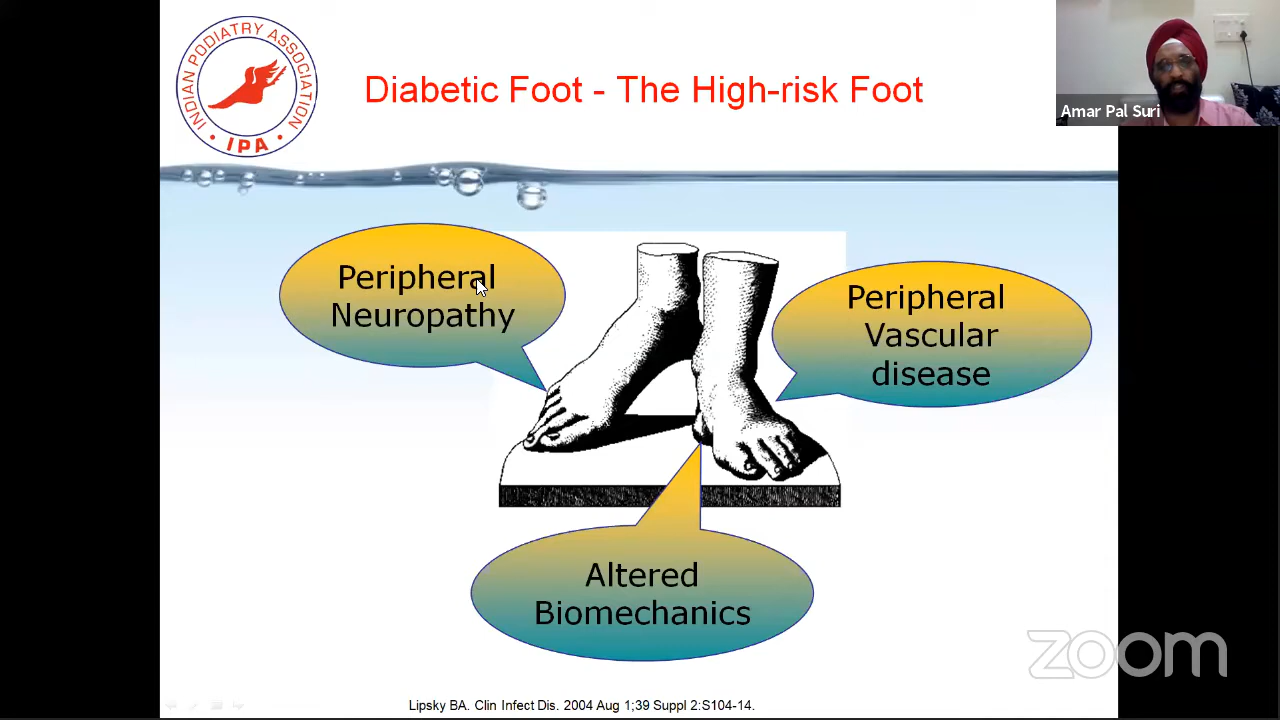 INDIAN PODIATRY ASSOCIATION
• IPA •
Diabetic Foot - The High-risk Foot
Amar Pal Suri
Peripheral
Neuropathy
Peripheral
Vascular
disease
Altered
Biomechanics
zoom
Lipsky BA. Clin Infect Dis. 2004 Aug 1;39 Suppl 2:S104-14.